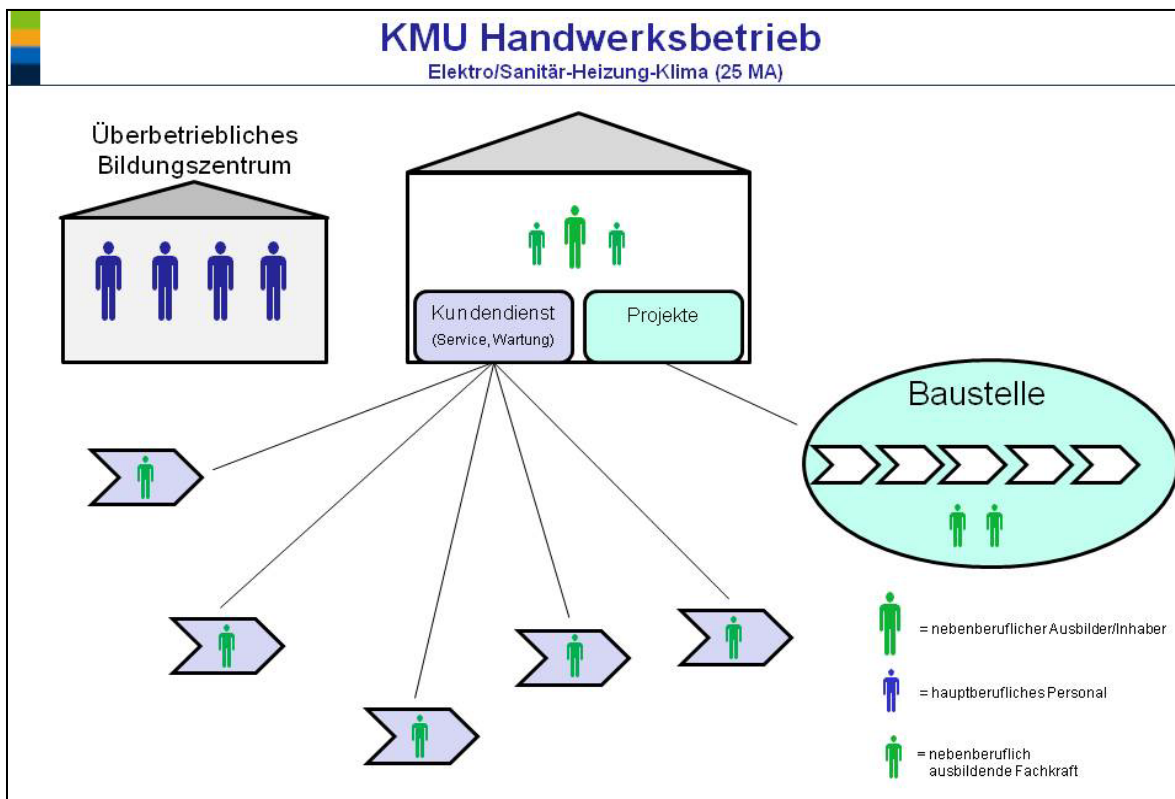 KMU Handwerksbetrieb
Elektro/Sanitär-Heizung-Klima (25 MA)
Überbetriebliches
Bildungszentrum
Kundendienst
(Service, Wartung)
Projekte
Baustelle
= nebenberuflicher Ausbilder/Inhaber
= hauptberufliches Personal
= nebenberuflich
ausbildende Fachkraft